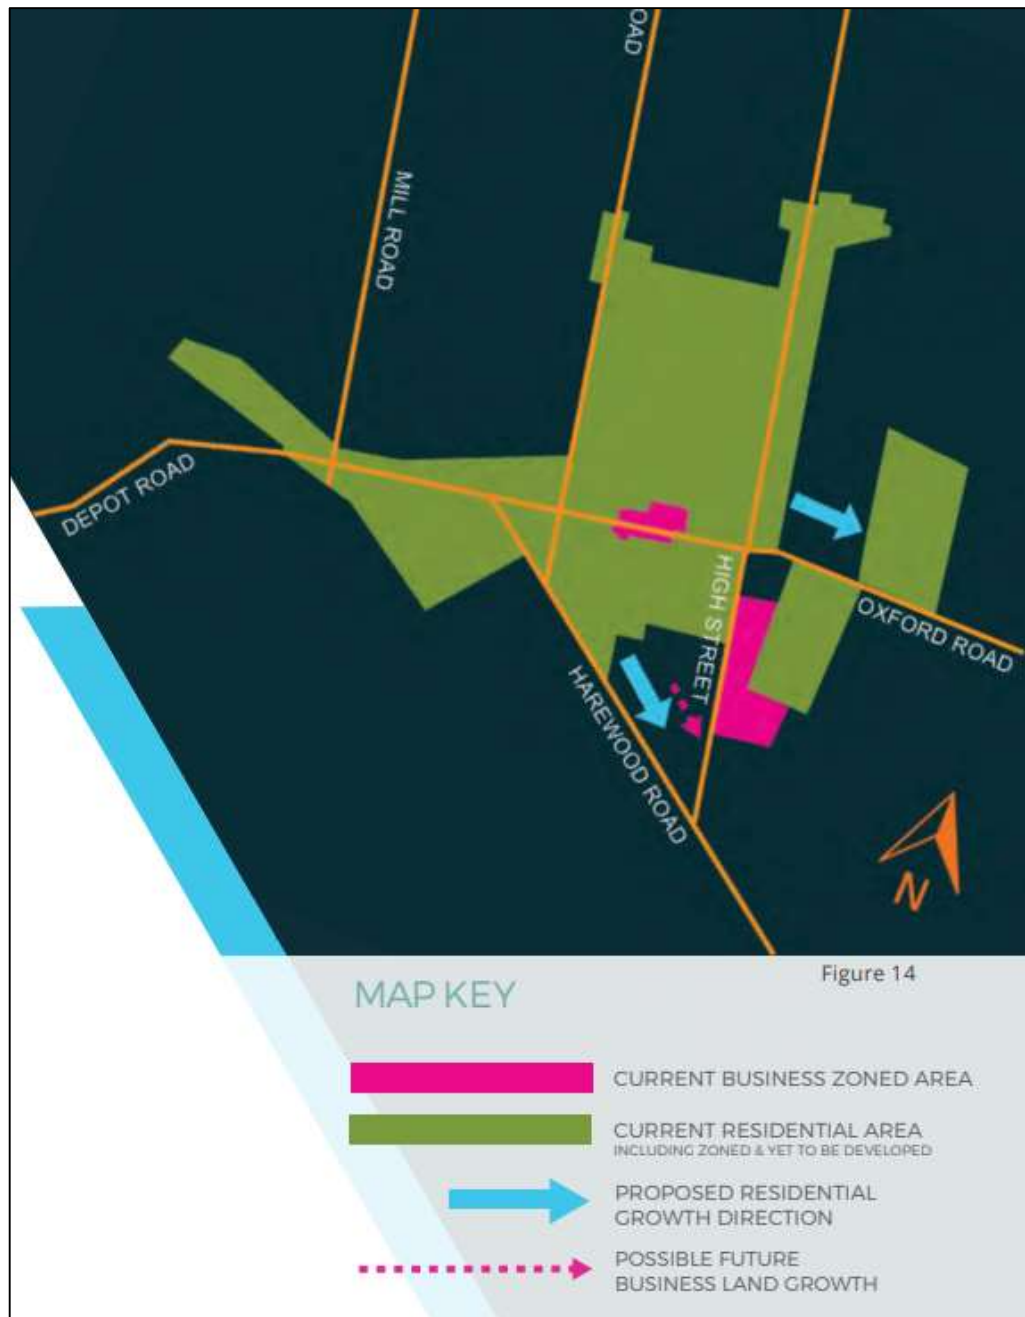 OAD
MILL ROAD
DEPOT ROAD
HIGH STREET
OXFORD ROAD
HAREWOOD ROAD
N
Figure 14
MAP KEY
CURRENT BUSINESS ZONED AREA
CURRENT RESIDENTIAL AREA
INCLUDING ZONED & YET TO BE DEVELOPED
PROPOSED RESIDENTIAL
GROWTH DIRECTION
POSSIBLE FUTURE
BUSINESS LAND GROWTH